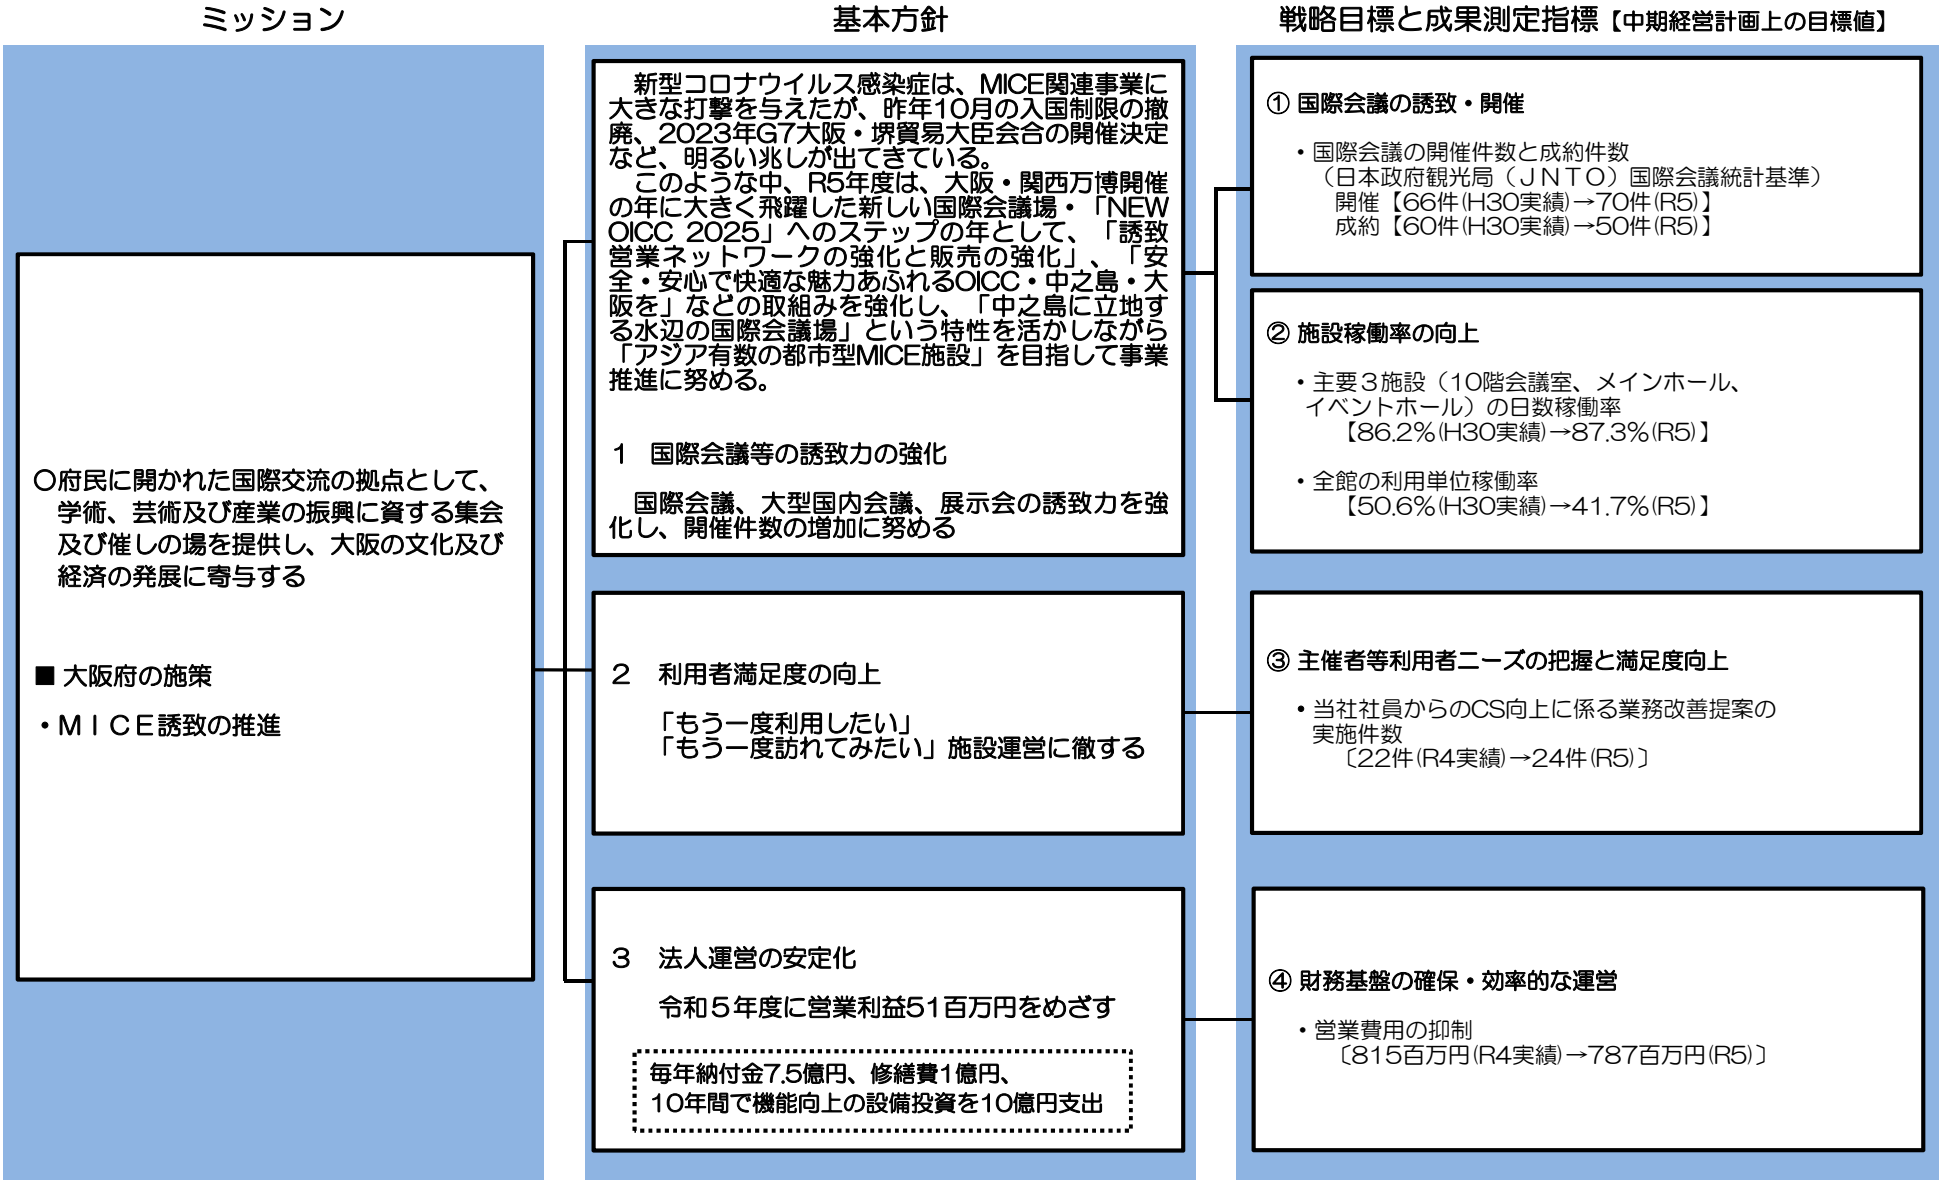 ミッション
○府民に開かれた国際交流の拠点として、
学術、芸術及び産業の振興に資する集会
及び催しの場を提供し、大阪の文化及び
経済の発展に寄与する
■ 大阪府の施策
・ＭＩＣＥ誘致の推進
基本方針
新型コロナウイルス感染症は、MICE関連事業に
大きな打撃を与えたが、昨年10月の入国制限の撤
廃、2023年G7大阪・堺貿易大臣会合の開催決定
など、明るい兆しが出てきている。
このような中、R5年度は、大阪・関西万博開催
の年に大きく飛躍した新しい国際会議場・「NEW
OICC 2025」へのステップの年として、「誘致
営業ネットワークの強化と販売の強化」、「安
全・安心で快適な魅力あふれるOICC・中之島・大
阪を」などの取組みを強化し、「中之島に立地す
る水辺の国際会議場」という特性を活かしながら
「アジア有数の都市型MICE施設」を目指して事業
推進に努める。
１ 国際会議等の誘致力の強化
国際会議、大型国内会議、展示会の誘致力を強
化し、開催件数の増加に努める
２ 利用者満足度の向上
「もう一度利用したい」
「もう一度訪れてみたい」施設運営に徹する
３ 法人運営の安定化
令和５年度に営業利益51百万円をめざす
毎年納付金7.5億円、修繕費1億円、
10年間で機能向上の設備投資を10億円支出
戦略目標と成果測定指標【中期経営計画上の目標値】
① 国際会議の誘致・開催
・国際会議の開催件数と成約件数
（日本政府観光局（ＪＮＴＯ）国際会議統計基準）
開催【66件(H30実績)→70件(R5)】
成約【60件(H30実績)→50件(R5)】
② 施設稼働率の向上
・主要３施設（10階会議室、メインホール、
イベントホール）の日数稼働率
【86.2%(H30実績)→87.3%(R5)】
・全館の利用単位稼働率
【50.6%(H30実績)→41.7%(R5)】
③ 主催者等利用者ニーズの把握と満足度向上
・当社社員からのCS向上に係る業務改善提案の
実施件数
〔22件(R4実績)→24件(R5)〕
④ 財務基盤の確保・効率的な運営
・営業費用の抑制
〔815百万円(R4実績)→787百万円(R5)〕